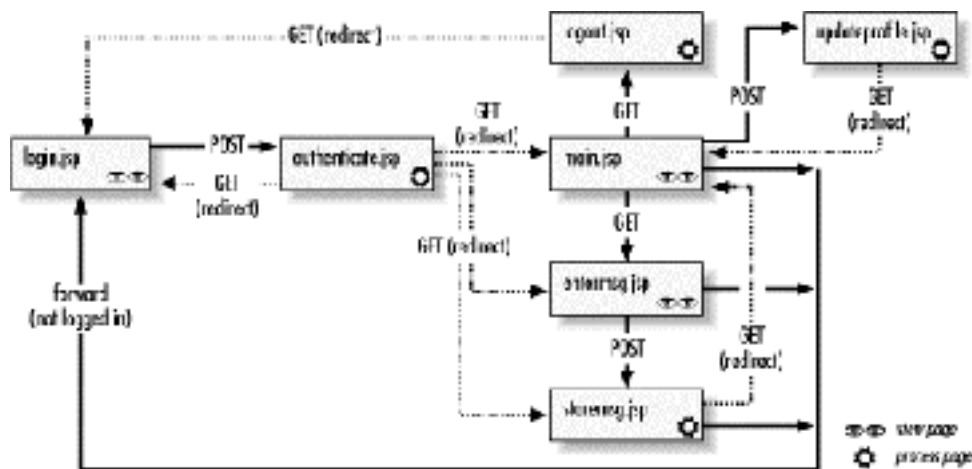 GET (redirect)
logout.jsp
updateprofile.jsp
GET
POST
GET
(redirect)
GET
(redirect)
POST
login.jsp
authenticate.jsp
main.jsp
GET
(redirect)
GET
GET (redirect)
forward
(not logged in)
entermsg.jsp
POST
GET
(redirect)
storemsg.jsp
view page
process page